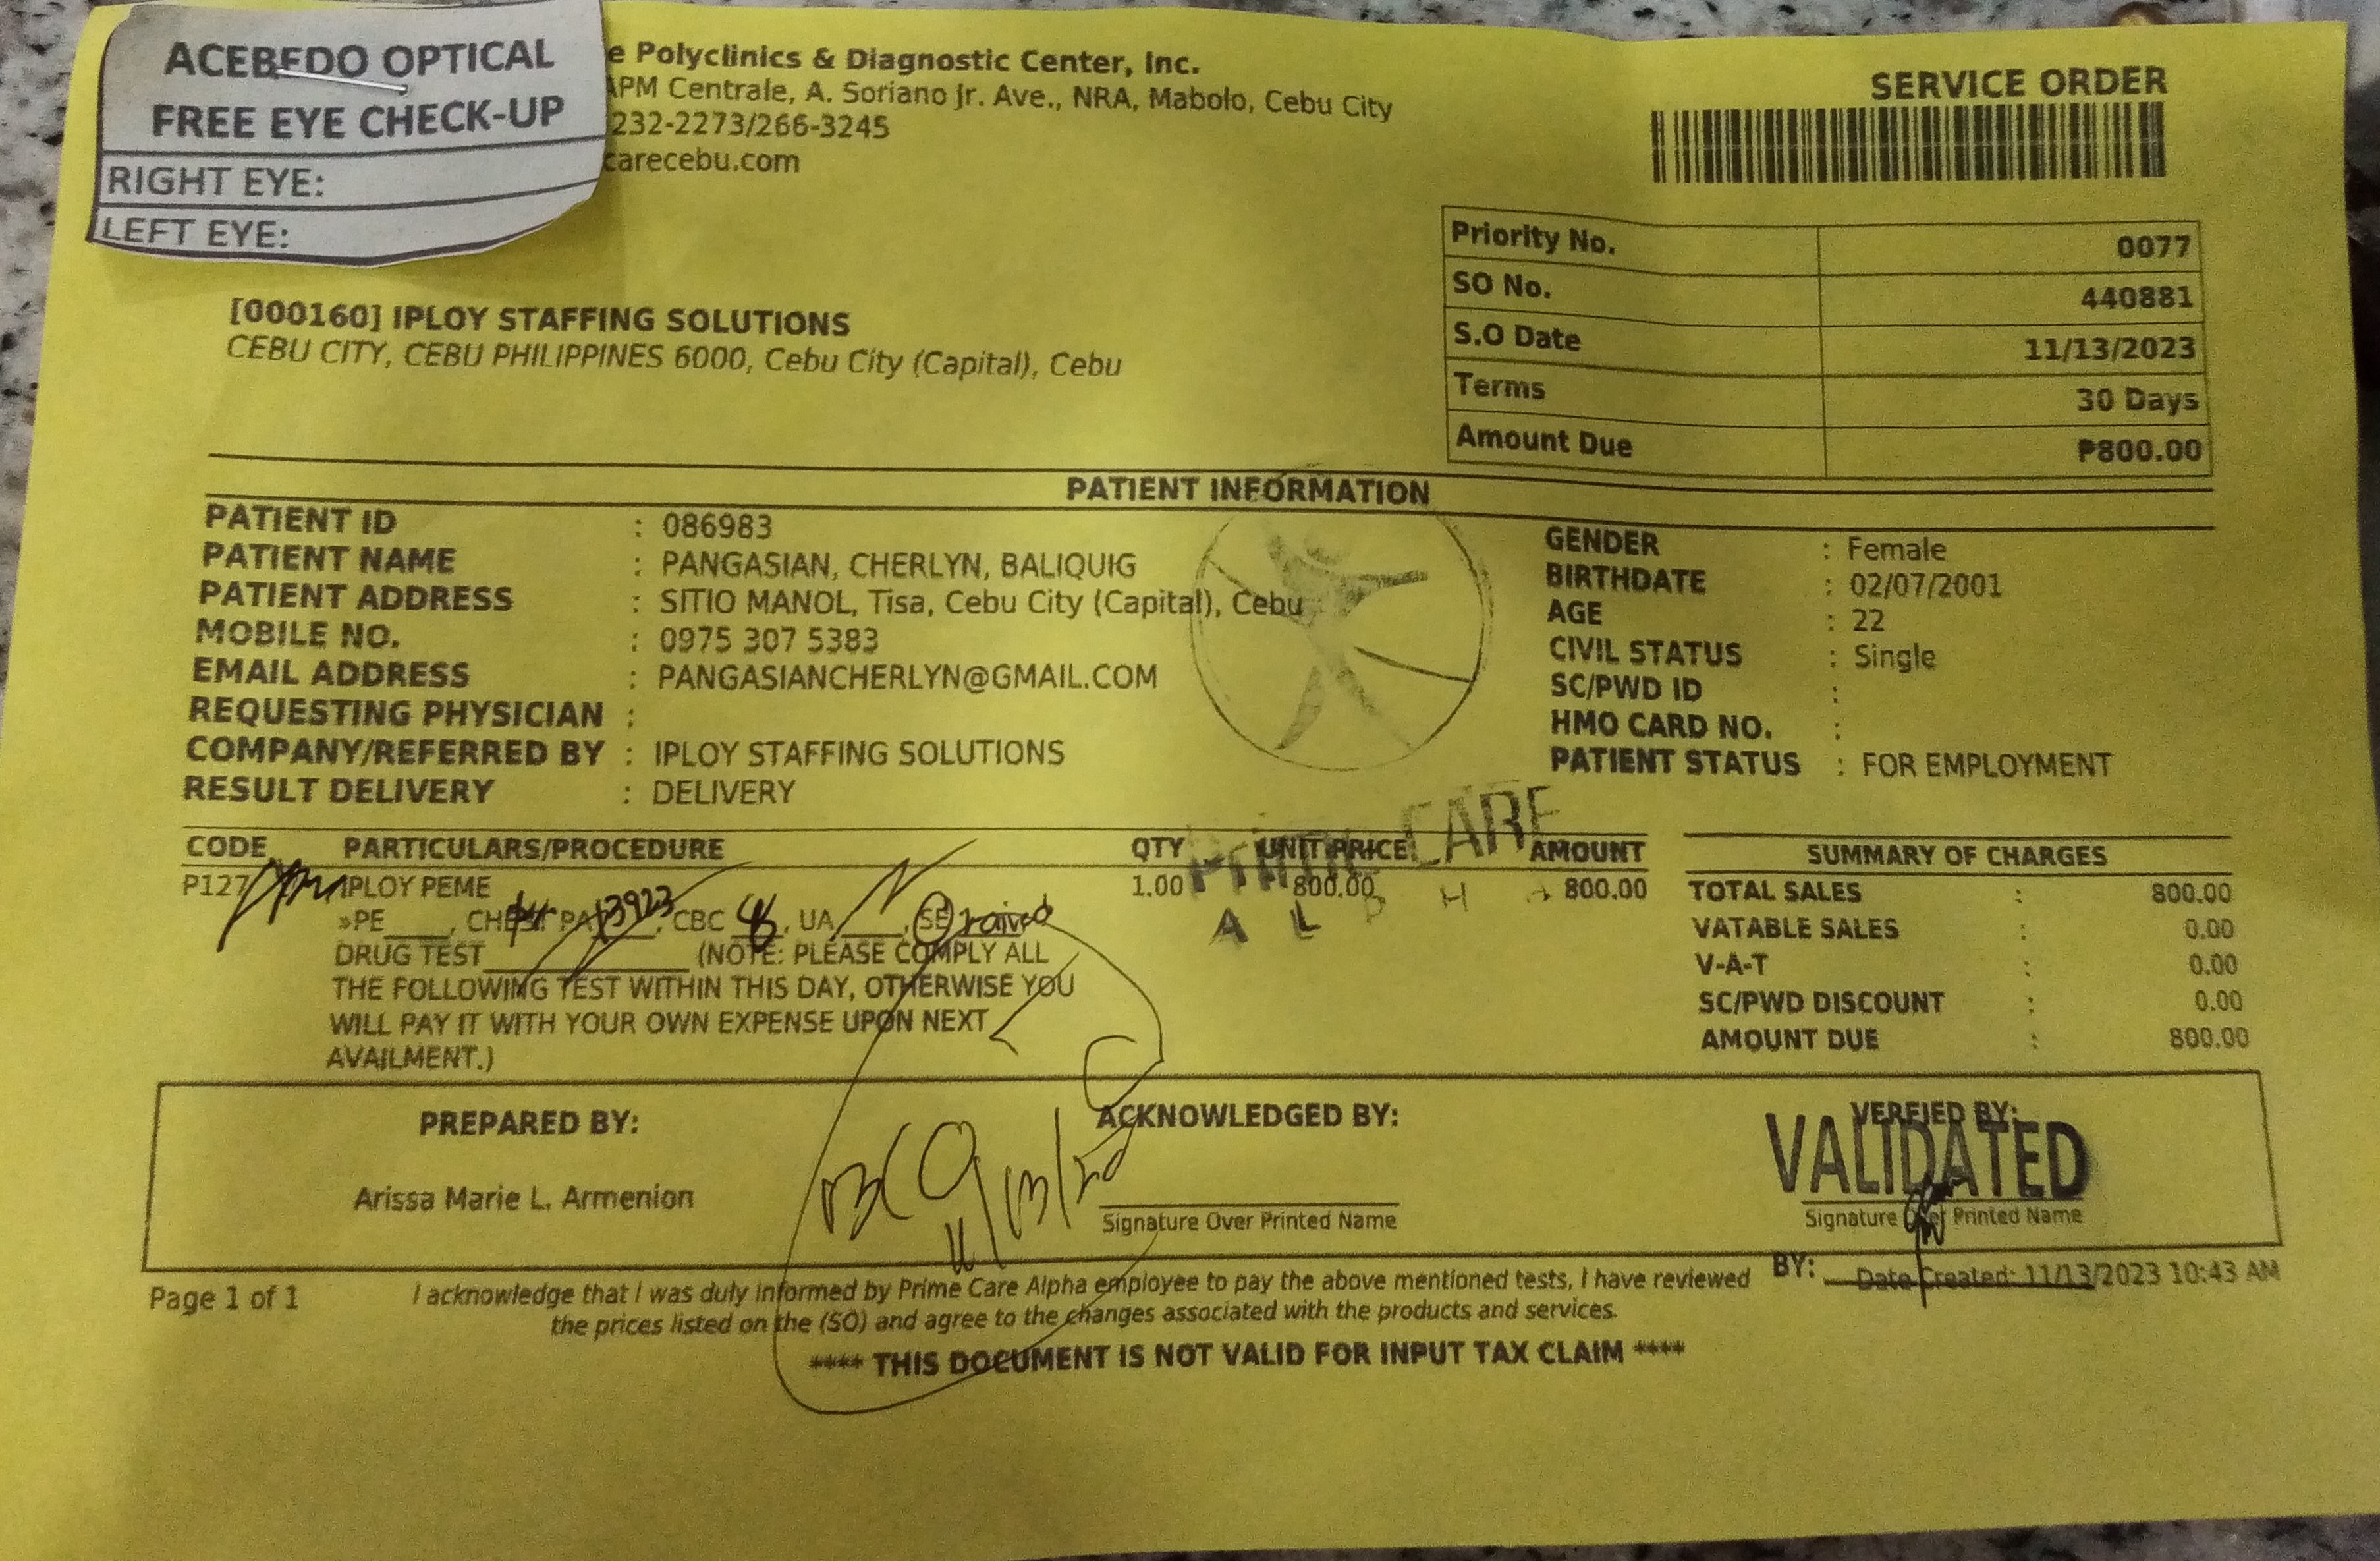 ACEBEDO OPTICAL
FREE EYE CHECK-UP
RIGHT EYE:
LEFT EYE:
e Polyclinics & Diagnostic Center, Inc.
APM Centrale, A. Soriano Jr. Ave., NRA, Mabolo, Cebu City
232-2273/266-3245
carecebu.com
SERVICE ORDER
Priority No. 0077
SO No. 440881
S.O Date 11/13/2023
Terms 30 Days
Amount Due ₱800.00
[000160] IPLOY STAFFING SOLUTIONS
CEBU CITY, CEBU PHILIPPINES 6000, Cebu City (Capital), Cebu
PATIENT INFORMATION
PATIENT ID : 086983
PATIENT NAME : PANGASIAN, CHERLYN, BALIQUIG
PATIENT ADDRESS : SITIO MANOL, Tisa, Cebu City (Capital), Cebu
MOBILE NO. : 0975 307 5383
EMAIL ADDRESS : PANGASIANCHERLYN@GMAIL.COM
REQUESTING PHYSICIAN :
COMPANY/REFERRED BY : IPLOY STAFFING SOLUTIONS
RESULT DELIVERY : DELIVERY
GENDER : Female
BIRTHDATE : 02/07/2001
AGE : 22
CIVIL STATUS : Single
SC/PWD ID :
HMO CARD NO. :
PATIENT STATUS : FOR EMPLOYMENT
PRIME CARE
ALPHA
CODE PARTICULARS/PROCEDURE QTY UNIT PRICE AMOUNT
P127 IPLOY PEME 1.00 800.00 800.00
»PE____, CHEST PA 13923, CBC ____, UA____, SE
DRUG TEST____________(NOTE: PLEASE COMPLY ALL
THE FOLLOWING TEST WITHIN THIS DAY, OTHERWISE YOU
WILL PAY IT WITH YOUR OWN EXPENSE UPON NEXT
AVAILMENT.)
SUMMARY OF CHARGES
TOTAL SALES : 800.00
VATABLE SALES : 0.00
V-A-T : 0.00
SC/PWD DISCOUNT : 0.00
AMOUNT DUE : 800.00
PREPARED BY:
Arissa Marie L. Armenion
ACKNOWLEDGED BY:
Signature Over Printed Name
VERFIED BY:
VALIDATED
Signature Over Printed Name
BY:
Date Created: 11/13/2023 10:43 AM
Page 1 of 1
I acknowledge that I was duly informed by Prime Care Alpha employee to pay the above mentioned tests, I have reviewed
the prices listed on the (SO) and agree to the changes associated with the products and services.
**** THIS DOCUMENT IS NOT VALID FOR INPUT TAX CLAIM ****